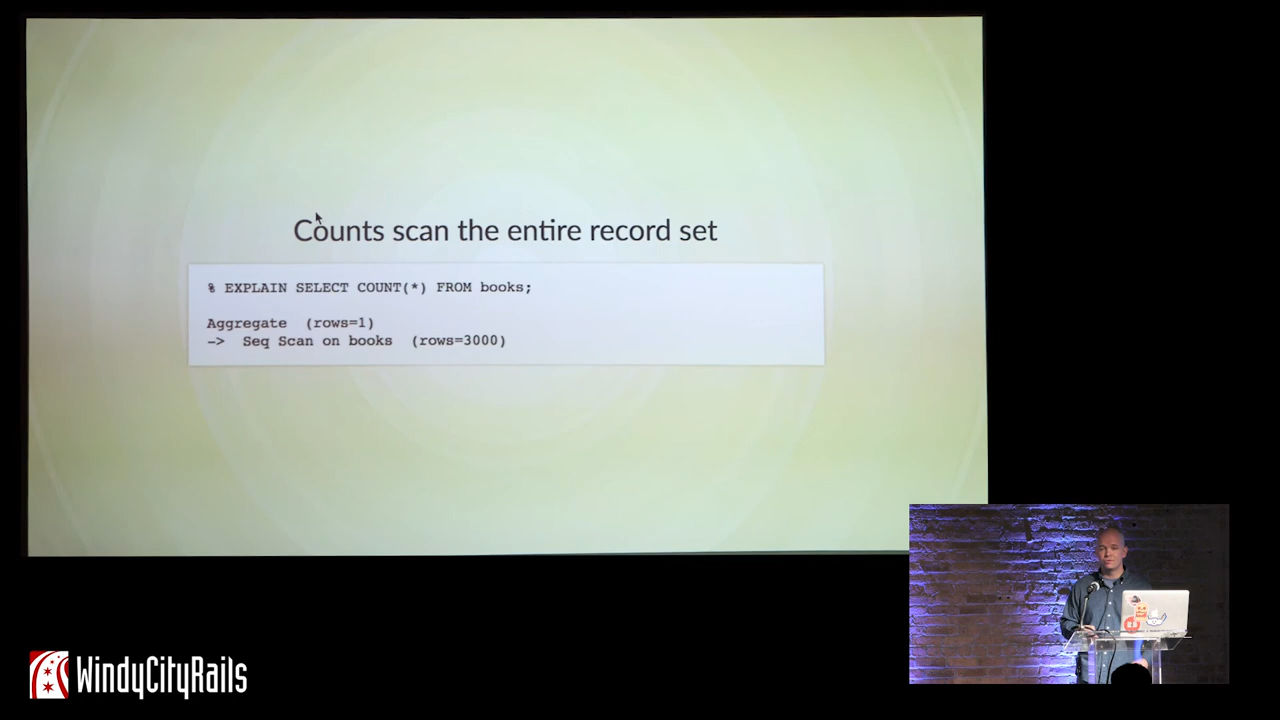 Counts scan the entire record set
% EXPLAIN SELECT COUNT(*) FROM books;
Aggregate (rows=1)
-> Seq Scan on books (rows=3000)
WindyCityRails